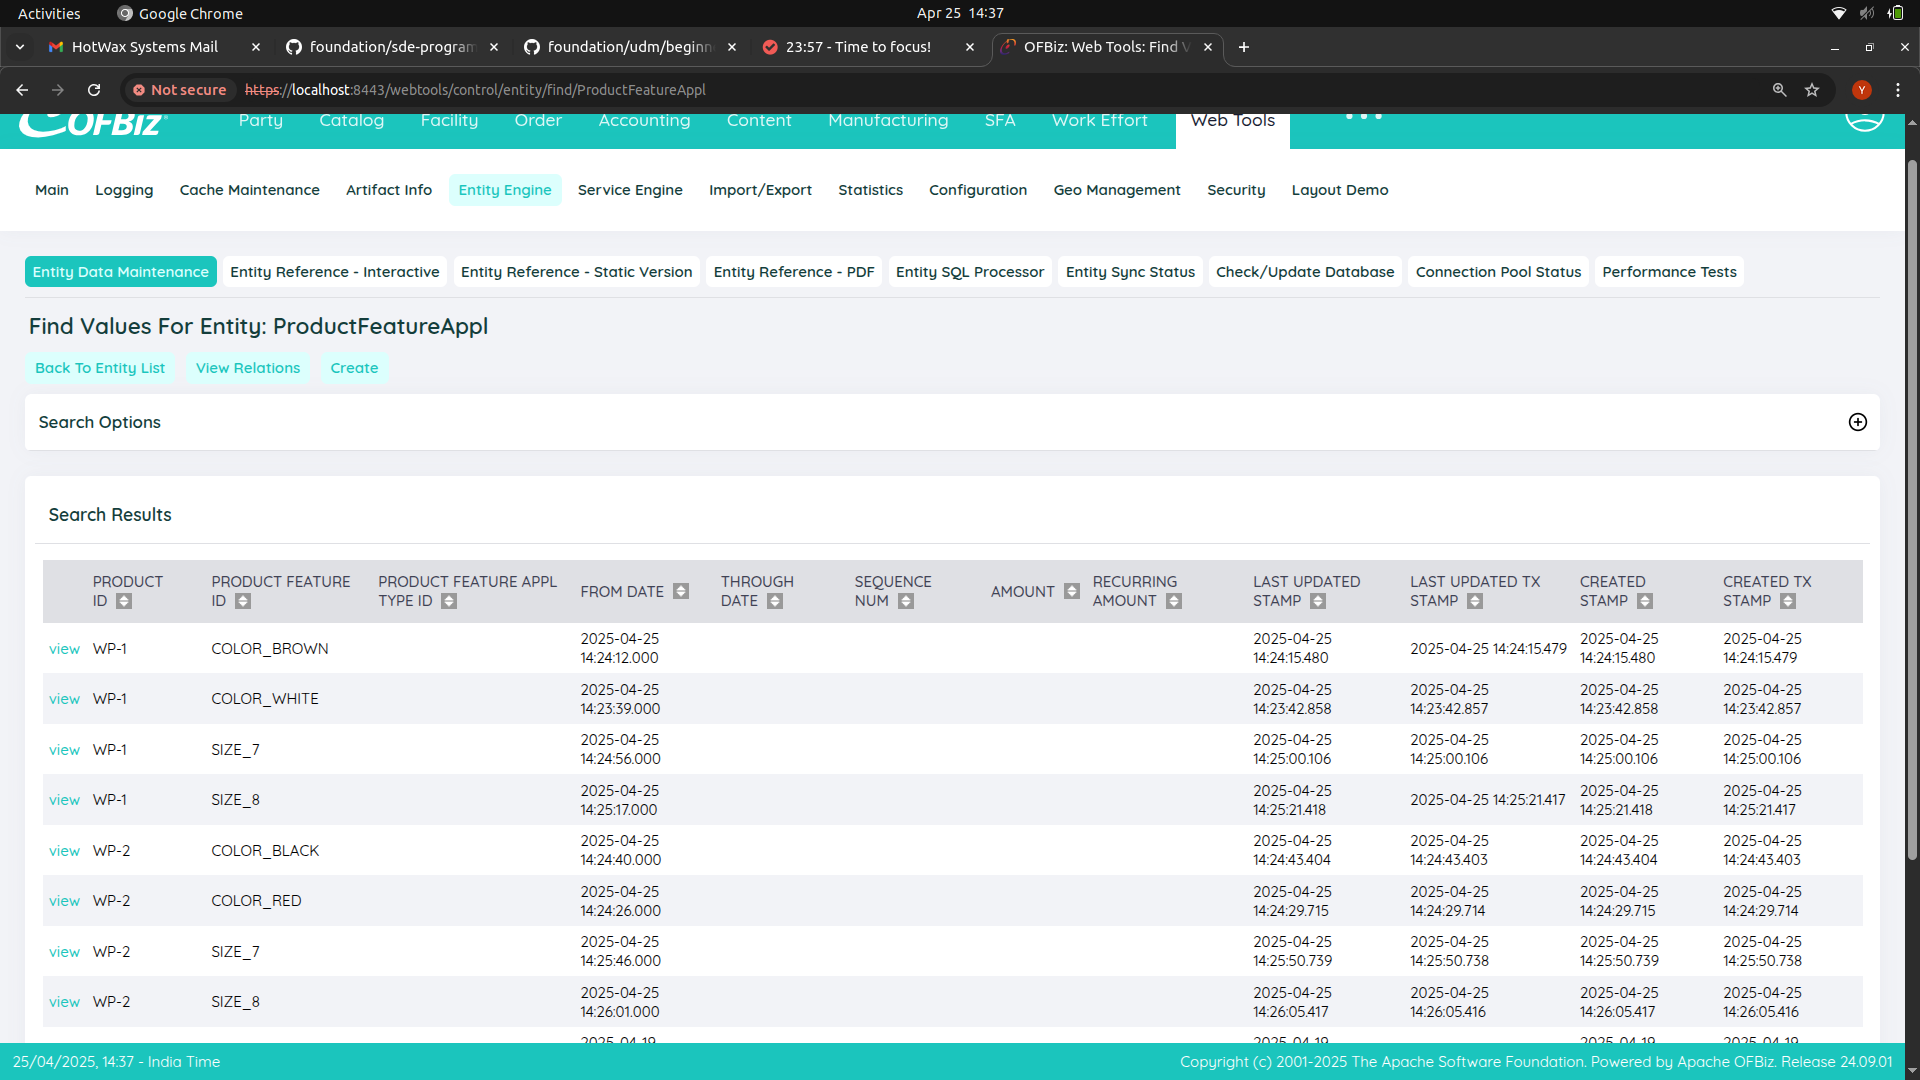 Activities Google Chrome Apr 25 14:37
HotWax Systems Mail foundation/sde-program foundation/udm/beginn 23:57 - Time to focus! OFBiz: Web Tools: Find V
Not secure https://localhost:8443/webtools/control/entity/find/ProductFeatureAppl Y
OFBiz Party Catalog Facility Order Accounting Content Manufacturing SFA Work Effort Web Tools
Main Logging Cache Maintenance Artifact Info Entity Engine Service Engine Import/Export Statistics Configuration Geo Management Security Layout Demo
Entity Data Maintenance Entity Reference - Interactive Entity Reference - Static Version Entity Reference - PDF Entity SQL Processor Entity Sync Status Check/Update Database Connection Pool Status Performance Tests
Find Values For Entity: ProductFeatureAppl
Back To Entity List View Relations Create
Search Options
Search Results
PRODUCT ID PRODUCT FEATURE ID PRODUCT FEATURE APPL TYPE ID FROM DATE THROUGH DATE SEQUENCE NUM AMOUNT RECURRING AMOUNT LAST UPDATED STAMP LAST UPDATED TX STAMP CREATED STAMP CREATED TX STAMP
view WP-1 COLOR_BROWN 2025-04-25 14:24:12.000 2025-04-25 14:24:15.480 2025-04-25 14:24:15.479 2025-04-25 14:24:15.480 2025-04-25 14:24:15.479
view WP-1 COLOR_WHITE 2025-04-25 14:23:39.000 2025-04-25 14:23:42.858 2025-04-25 14:23:42.857 2025-04-25 14:23:42.858 2025-04-25 14:23:42.857
view WP-1 SIZE_7 2025-04-25 14:24:56.000 2025-04-25 14:25:00.106 2025-04-25 14:25:00.106 2025-04-25 14:25:00.106 2025-04-25 14:25:00.106
view WP-1 SIZE_8 2025-04-25 14:25:17.000 2025-04-25 14:25:21.418 2025-04-25 14:25:21.417 2025-04-25 14:25:21.418 2025-04-25 14:25:21.417
view WP-2 COLOR_BLACK 2025-04-25 14:24:40.000 2025-04-25 14:24:43.404 2025-04-25 14:24:43.403 2025-04-25 14:24:43.404 2025-04-25 14:24:43.403
view WP-2 COLOR_RED 2025-04-25 14:24:26.000 2025-04-25 14:24:29.715 2025-04-25 14:24:29.714 2025-04-25 14:24:29.715 2025-04-25 14:24:29.714
view WP-2 SIZE_7 2025-04-25 14:25:46.000 2025-04-25 14:25:50.739 2025-04-25 14:25:50.738 2025-04-25 14:25:50.739 2025-04-25 14:25:50.738
view WP-2 SIZE_8 2025-04-25 14:26:01.000 2025-04-25 14:26:05.417 2025-04-25 14:26:05.416 2025-04-25 14:26:05.417 2025-04-25 14:26:05.416
2025-04-19 2025-04-19 2025-04-19 2025-04-19 2025-04-19
25/04/2025, 14:37 - India Time Copyright (c) 2001-2025 The Apache Software Foundation. Powered by Apache OFBiz. Release 24.09.01